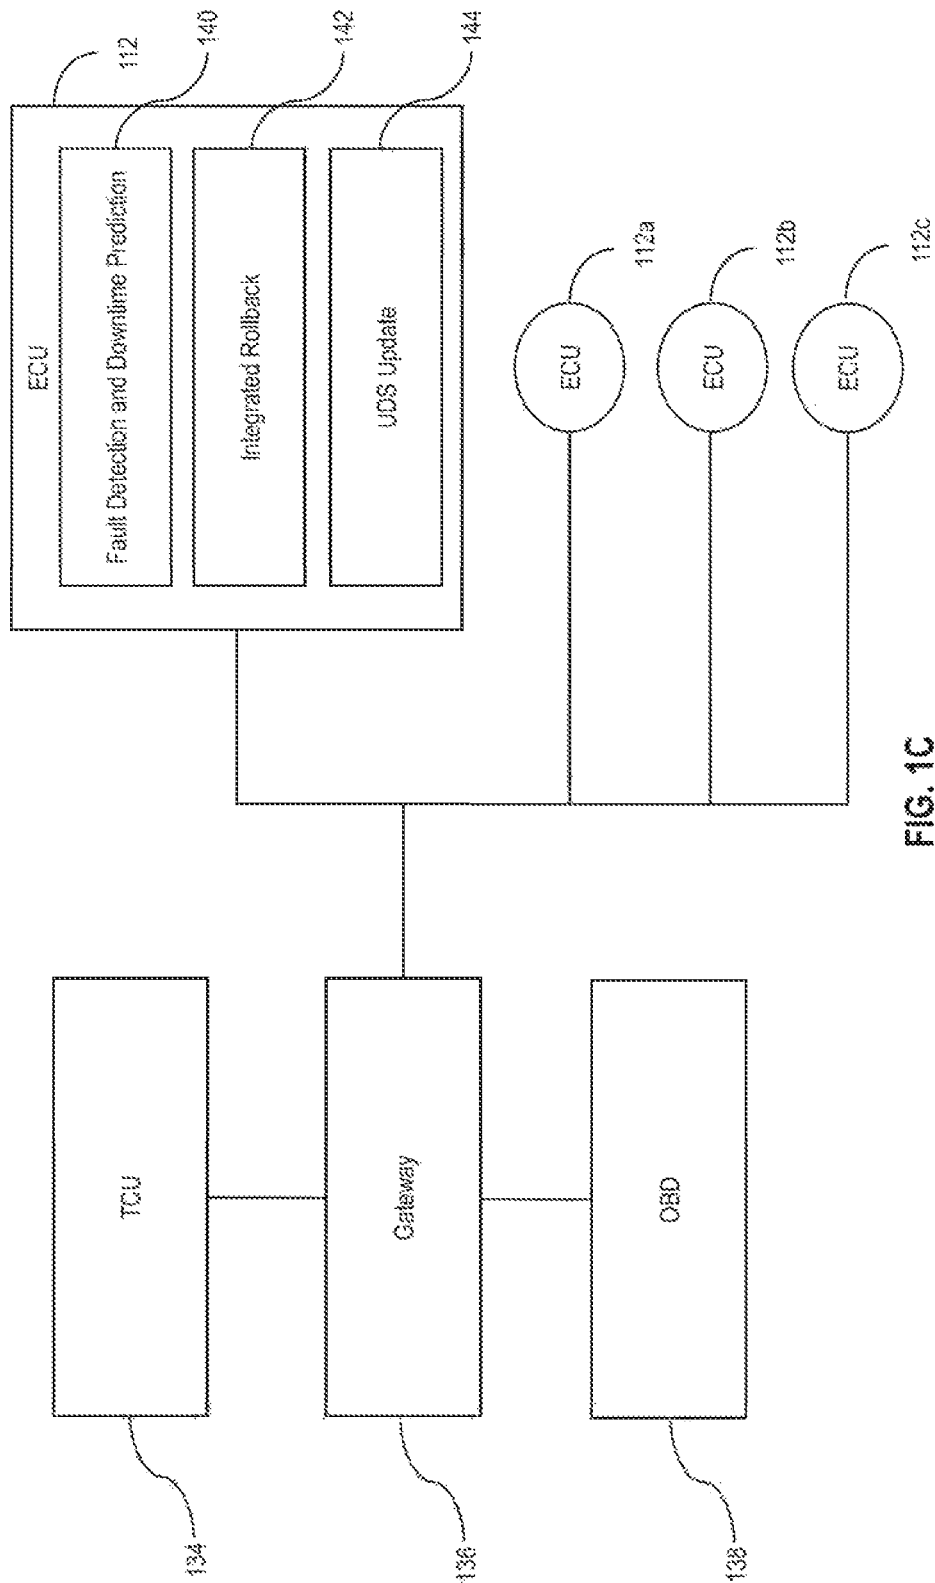 134
TCU
136
Gateway
138
OBD
112
ECU
140
Fault Detection and Downtime Prediction
142
Integrated Rollback
144
UDS Update
ECU
112a
ECU
112b
ECU
112c
FIG. 1C